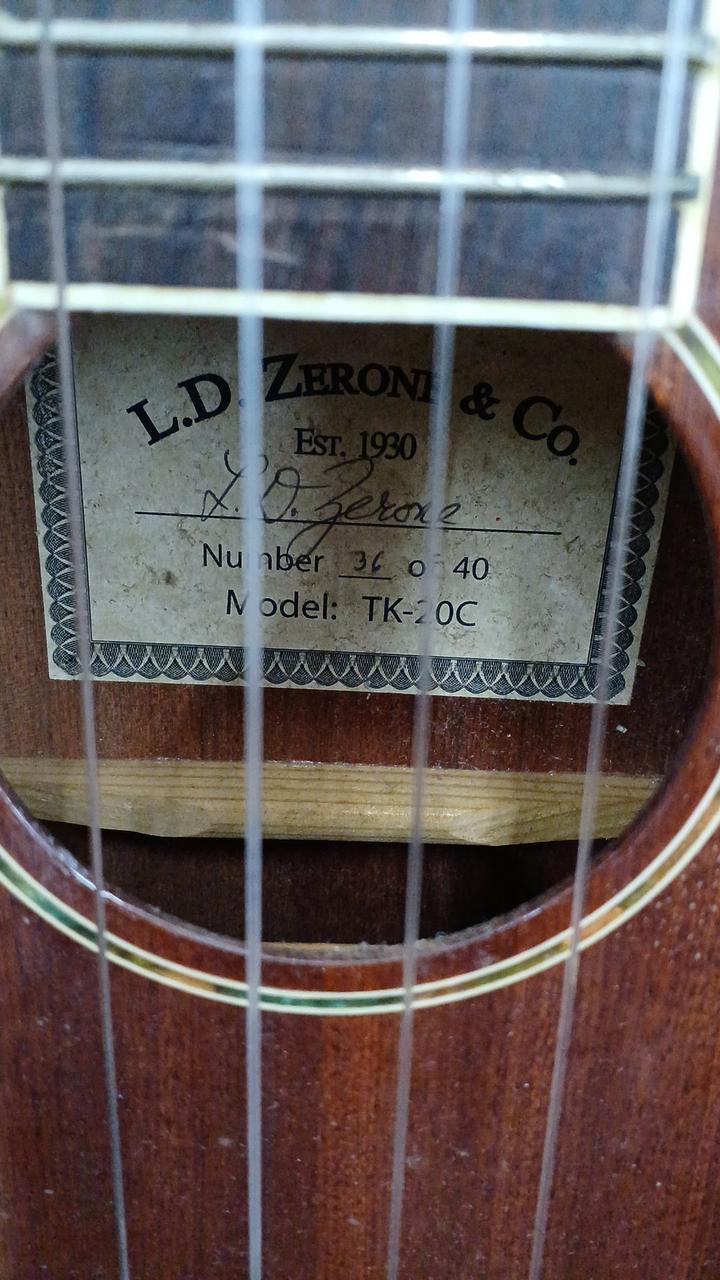 L.D. ZERONE & CO.
EST. 1930
L.D. Zerone
Number 36 of 40
Model: TK-20C